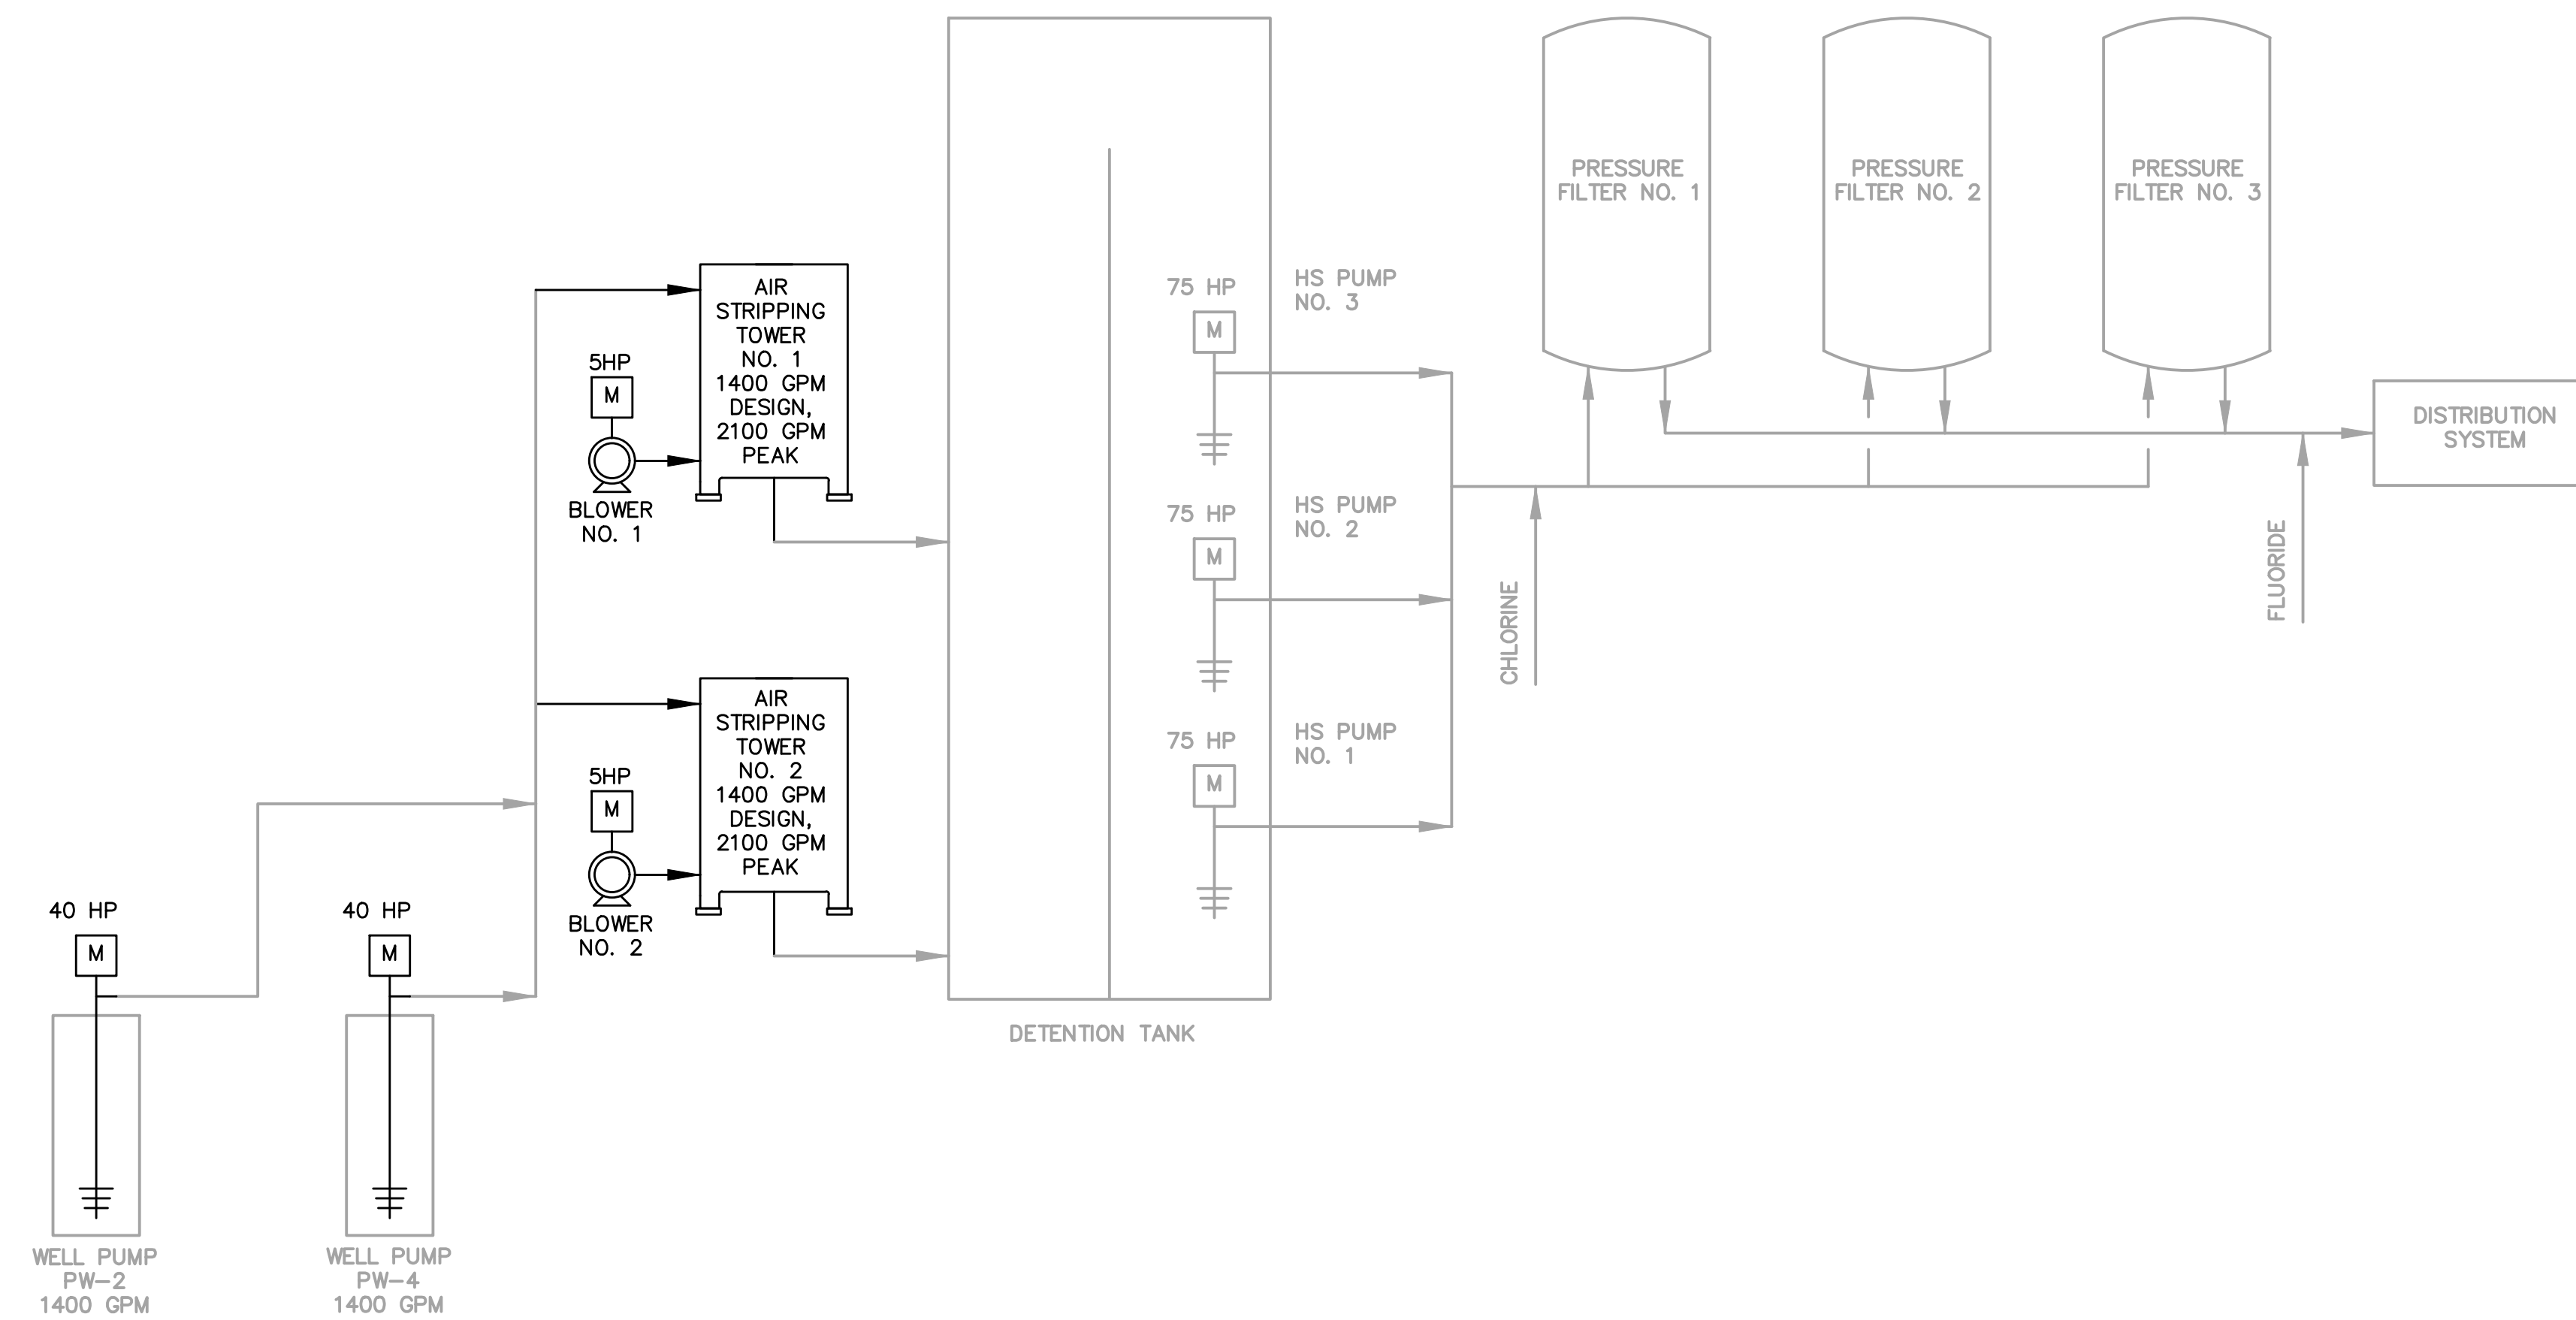 PRESSURE
FILTER NO. 1
PRESSURE
FILTER NO. 2
PRESSURE
FILTER NO. 3
AIR
STRIPPING
TOWER
NO. 1
1400 GPM
DESIGN,
2100 GPM
PEAK
5HP
M
BLOWER
NO. 1
75 HP
M
HS PUMP
NO. 3
75 HP
M
HS PUMP
NO. 2
75 HP
M
HS PUMP
NO. 1
DISTRIBUTION
SYSTEM
CHLORINE
FLUORIDE
AIR
STRIPPING
TOWER
NO. 2
1400 GPM
DESIGN,
2100 GPM
PEAK
5HP
M
BLOWER
NO. 2
40 HP
M
40 HP
M
DETENTION TANK
WELL PUMP
PW-2
1400 GPM
WELL PUMP
PW-4
1400 GPM